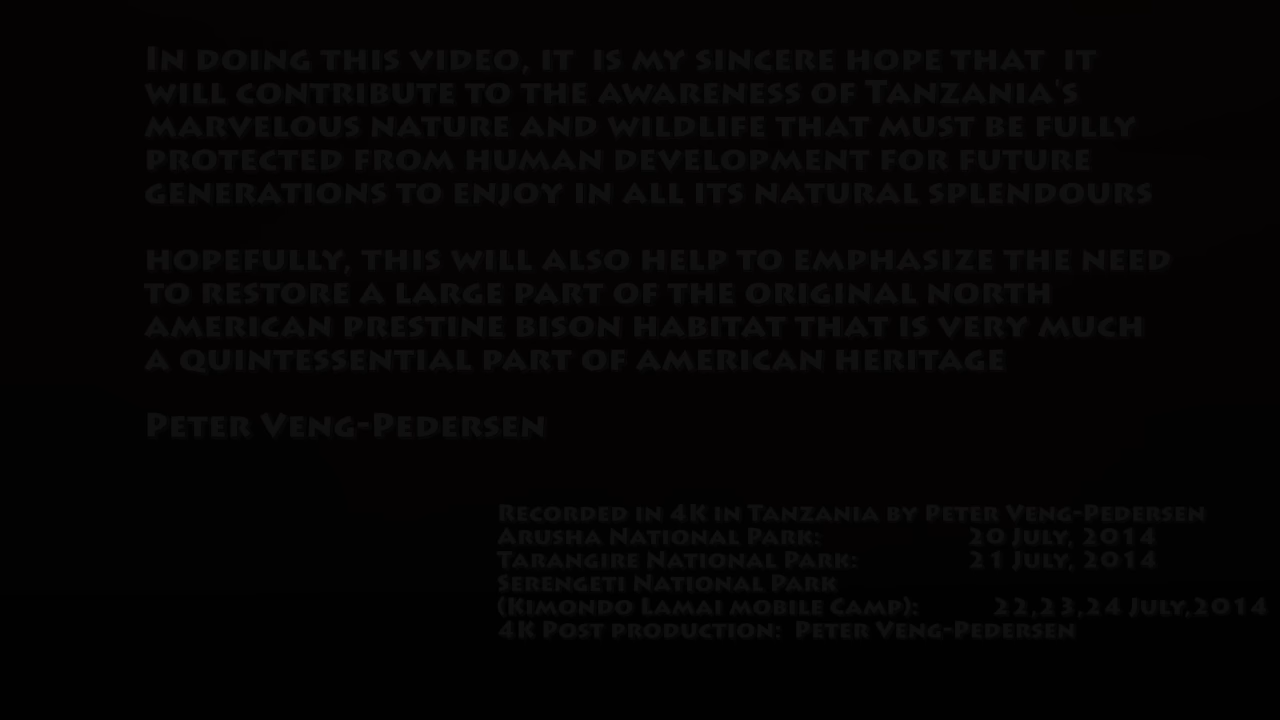 In doing this video, it is my sincere hope that it
will contribute to the awareness of Tanzania's
marvelous nature and wildlife that must be fully
protected from human development for future
generations to enjoy in all its natural splendours
hopefully, this will also help to emphasize the need
to restore a large part of the original north
american prestine bison habitat that is very much
a quintessential part of american heritage
Peter Veng-Pedersen
Recorded in 4K in Tanzania by Peter Veng-Pedersen
Arusha National Park: 20 July, 2014
Tarangire National Park: 21 July, 2014
Serengeti National Park
(Kimondo Lamai mobile Camp): 22,23,24 July,2014
4K Post production: Peter Veng-Pedersen